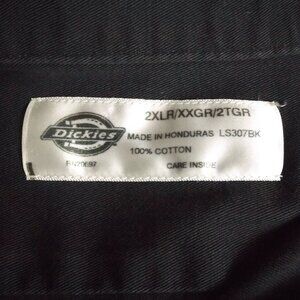 Dickies
RN20697
2XLR/XXGR/2TGR
MADE IN HONDURAS LS307BK
100% COTTON
CARE INSIDE